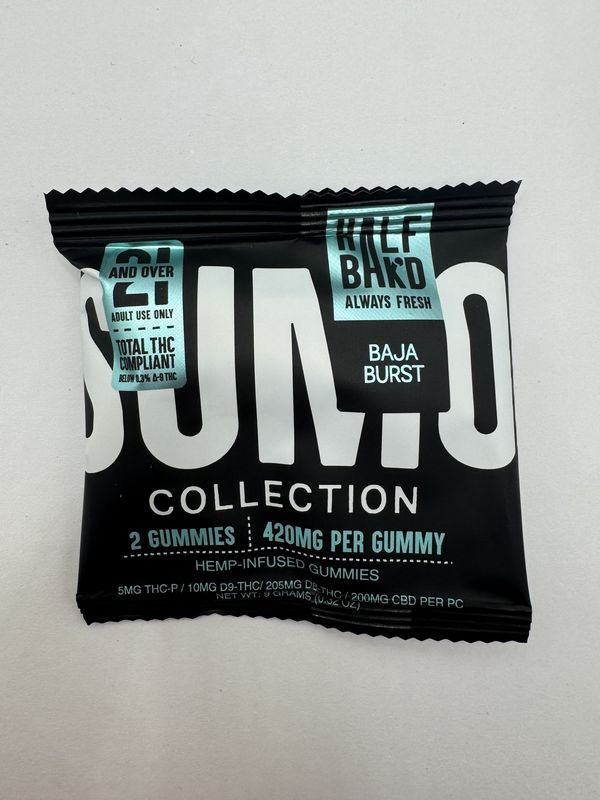 HALF
BAK'D
ALWAYS FRESH
21
AND OVER
ADULT USE ONLY
TOTAL THC
COMPLIANT
BELOW 0.3% Δ-9 THC
SUMO
BAJA
BURST
COLLECTION
2 GUMMIES 420MG PER GUMMY
HEMP-INFUSED GUMMIES
5MG THC-P / 10MG D9-THC/ 205MG D8-THC / 200MG CBD PER PC
NET WT: 9 GRAMS (0.32 OZ)